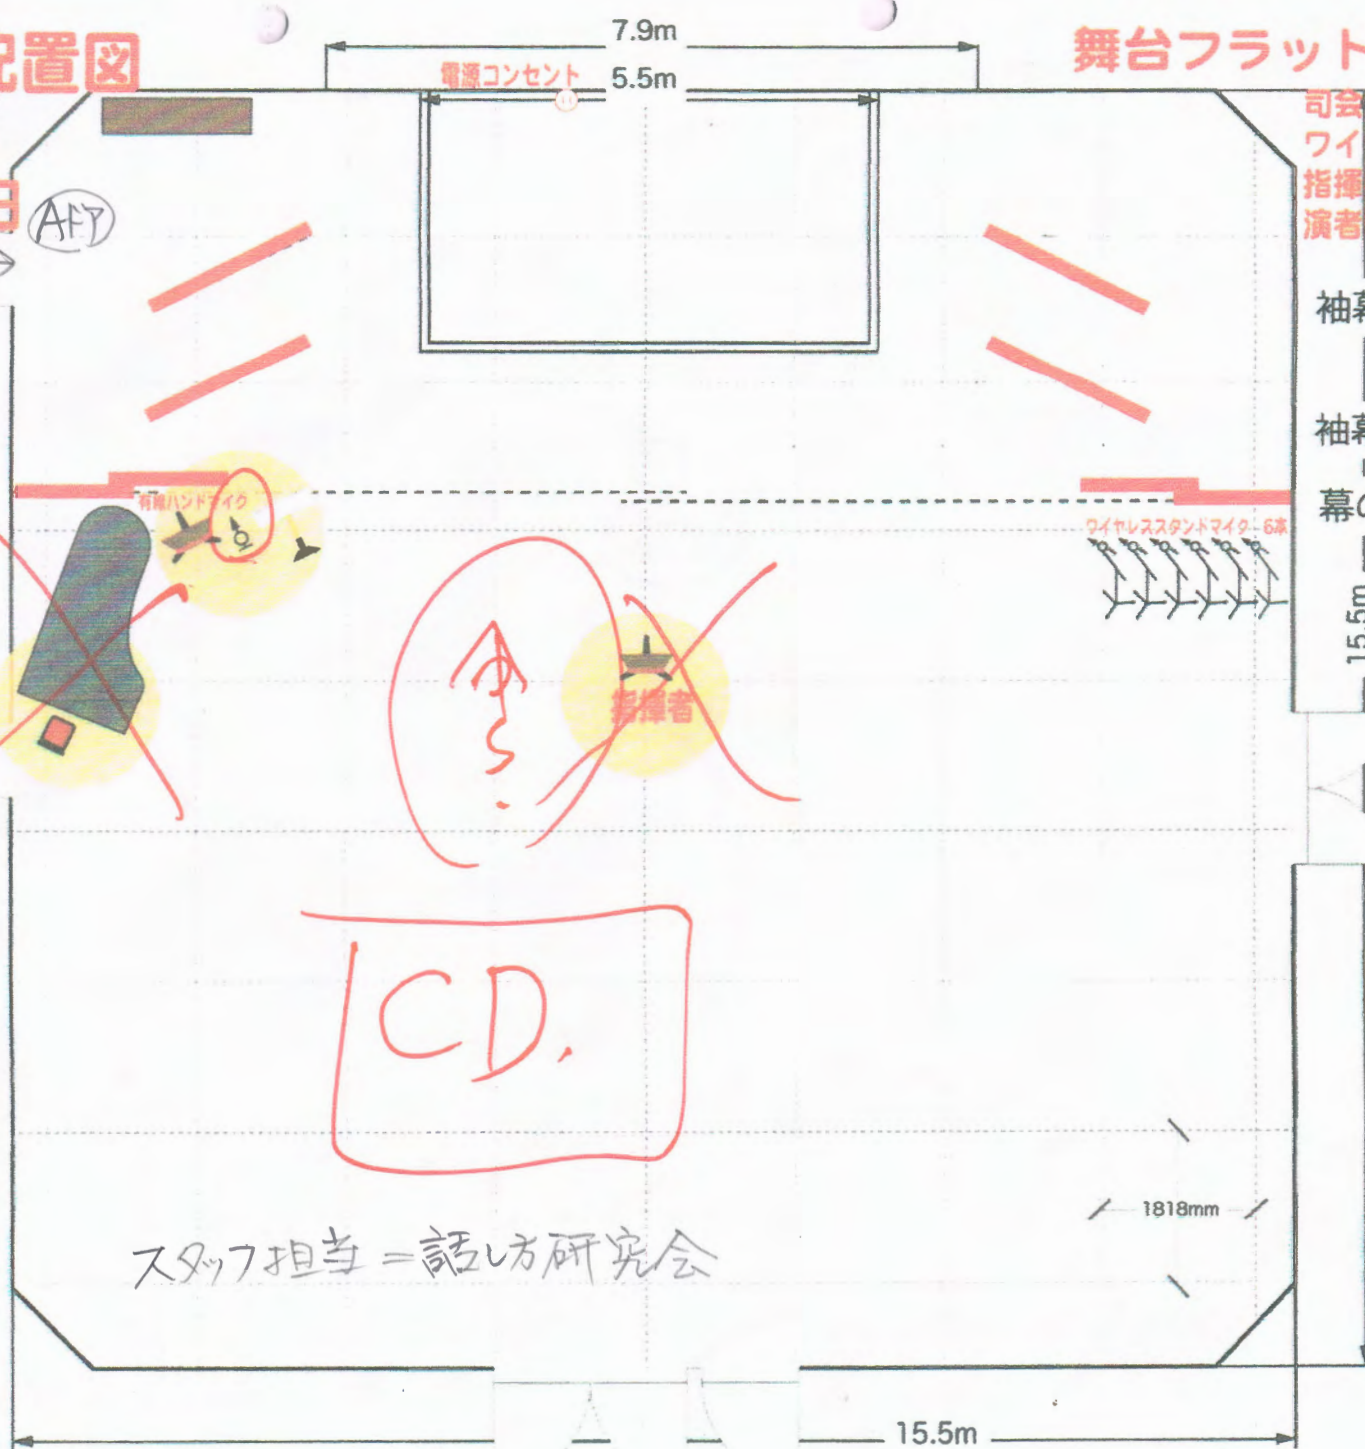 配置図
7.9m
舞台フラット
電源コンセント
5.5m
司会
ワイ
指揮
演者
日
Aドア
袖幕
袖幕
有線ハンドマイク
幕の
ワイヤレススタンドマイク 6本
15.5m
指揮者
CD.
1818mm
スタッフ担当=話し方研究会
15.5m